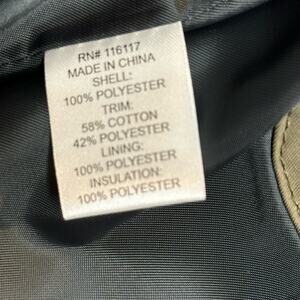 RN# 116117
MADE IN CHINA
SHELL:
100% POLYESTER
TRIM:
58% COTTON
42% POLYESTER
LINING:
100% POLYESTER
INSULATION:
100% POLYESTER